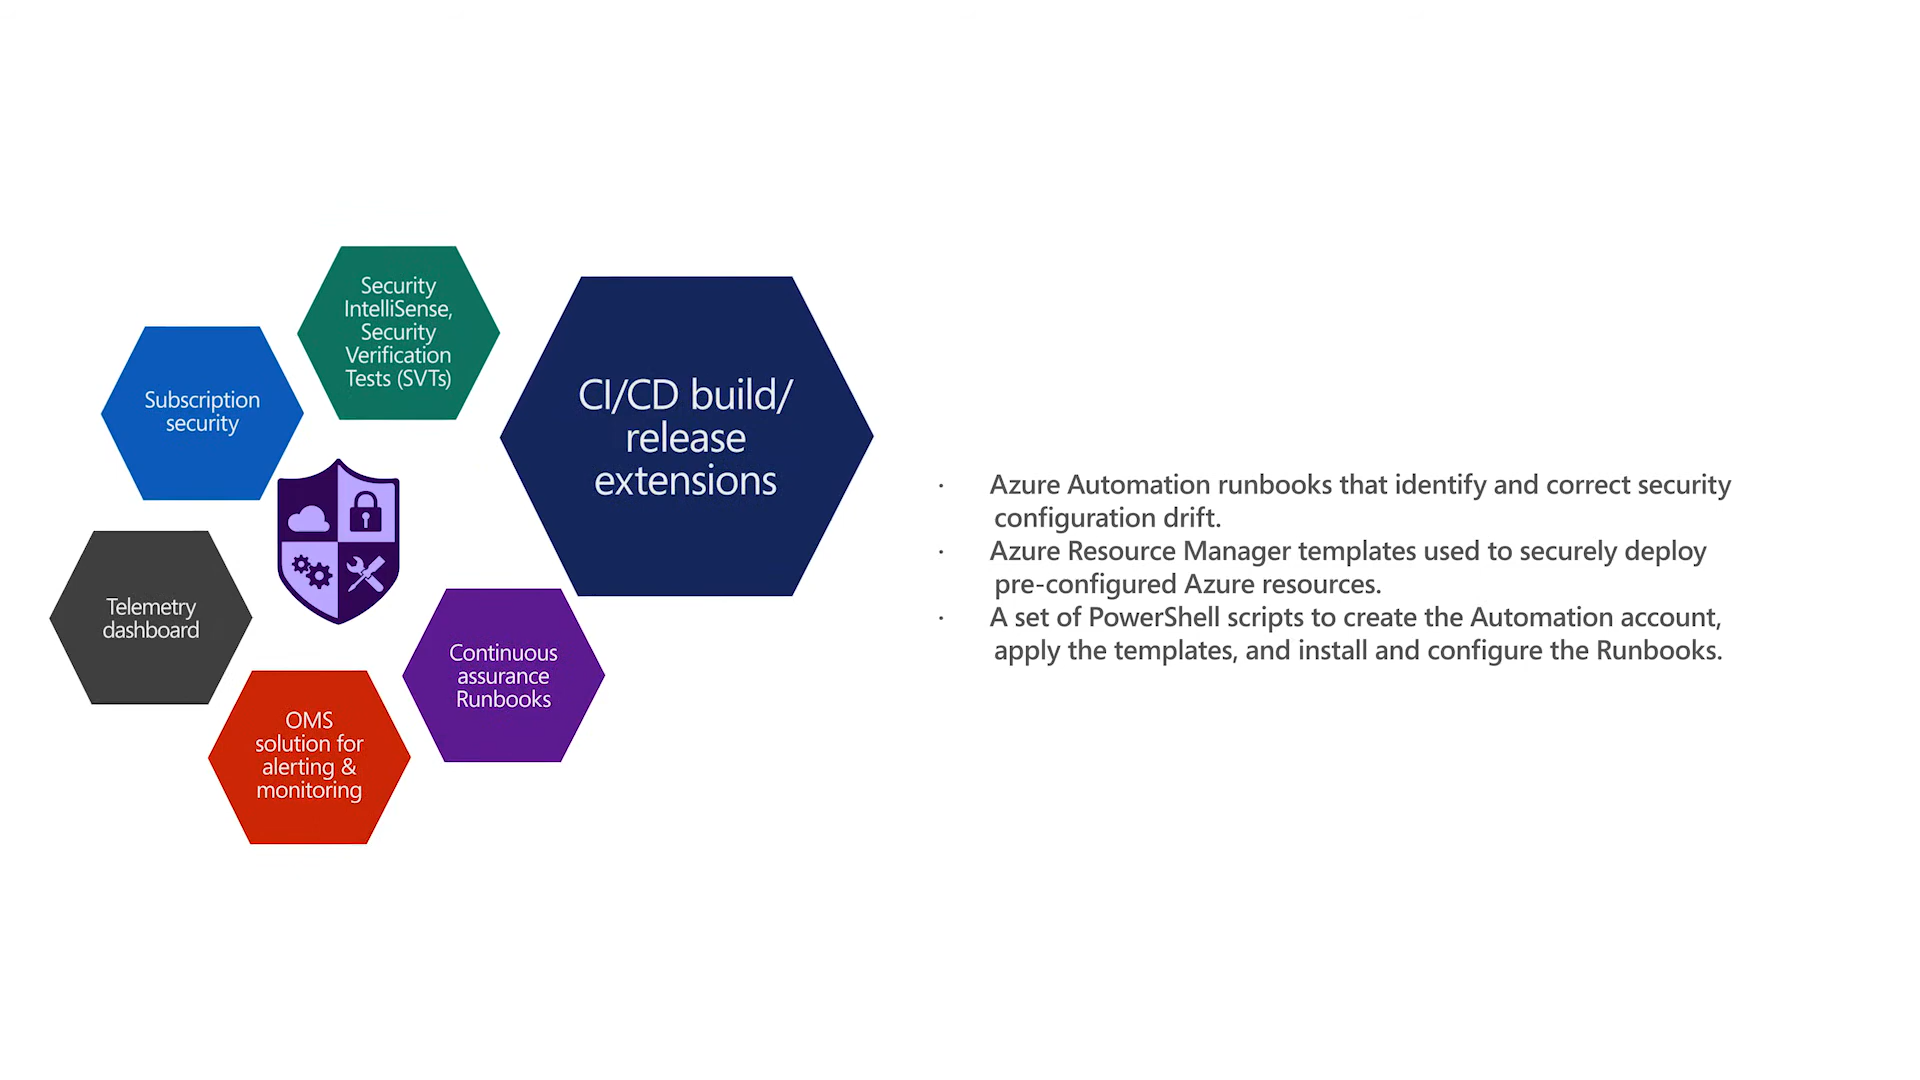 Security
IntelliSense,
Security
Verification
Tests (SVTs)
Subscription
security
CI/CD build/
release
extensions
Telemetry
dashboard
Continuous
assurance
Runbooks
OMS
solution for
alerting &
monitoring
· Azure Automation runbooks that identify and correct security
configuration drift.
· Azure Resource Manager templates used to securely deploy
pre-configured Azure resources.
· A set of PowerShell scripts to create the Automation account,
apply the templates, and install and configure the Runbooks.